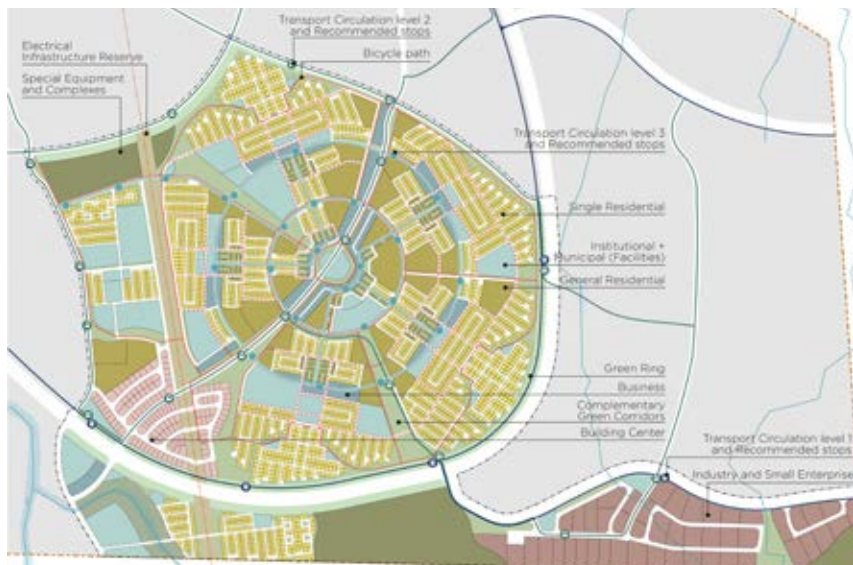 Transport Circulation level 2
and Recommended stops
Electrical
Infrastructure Reserve
Bicycle path
Special Equipment
and Complexes
Transport Circulation level 3
and Recommended stops
Single Residential
Institutional +
Municipal (Facilities)
General Residential
Green Ring
Business
Complementary
Green Corridors
Building Center
Transport Circulation level 1
and Recommended stops
Industry and Small Enterprise